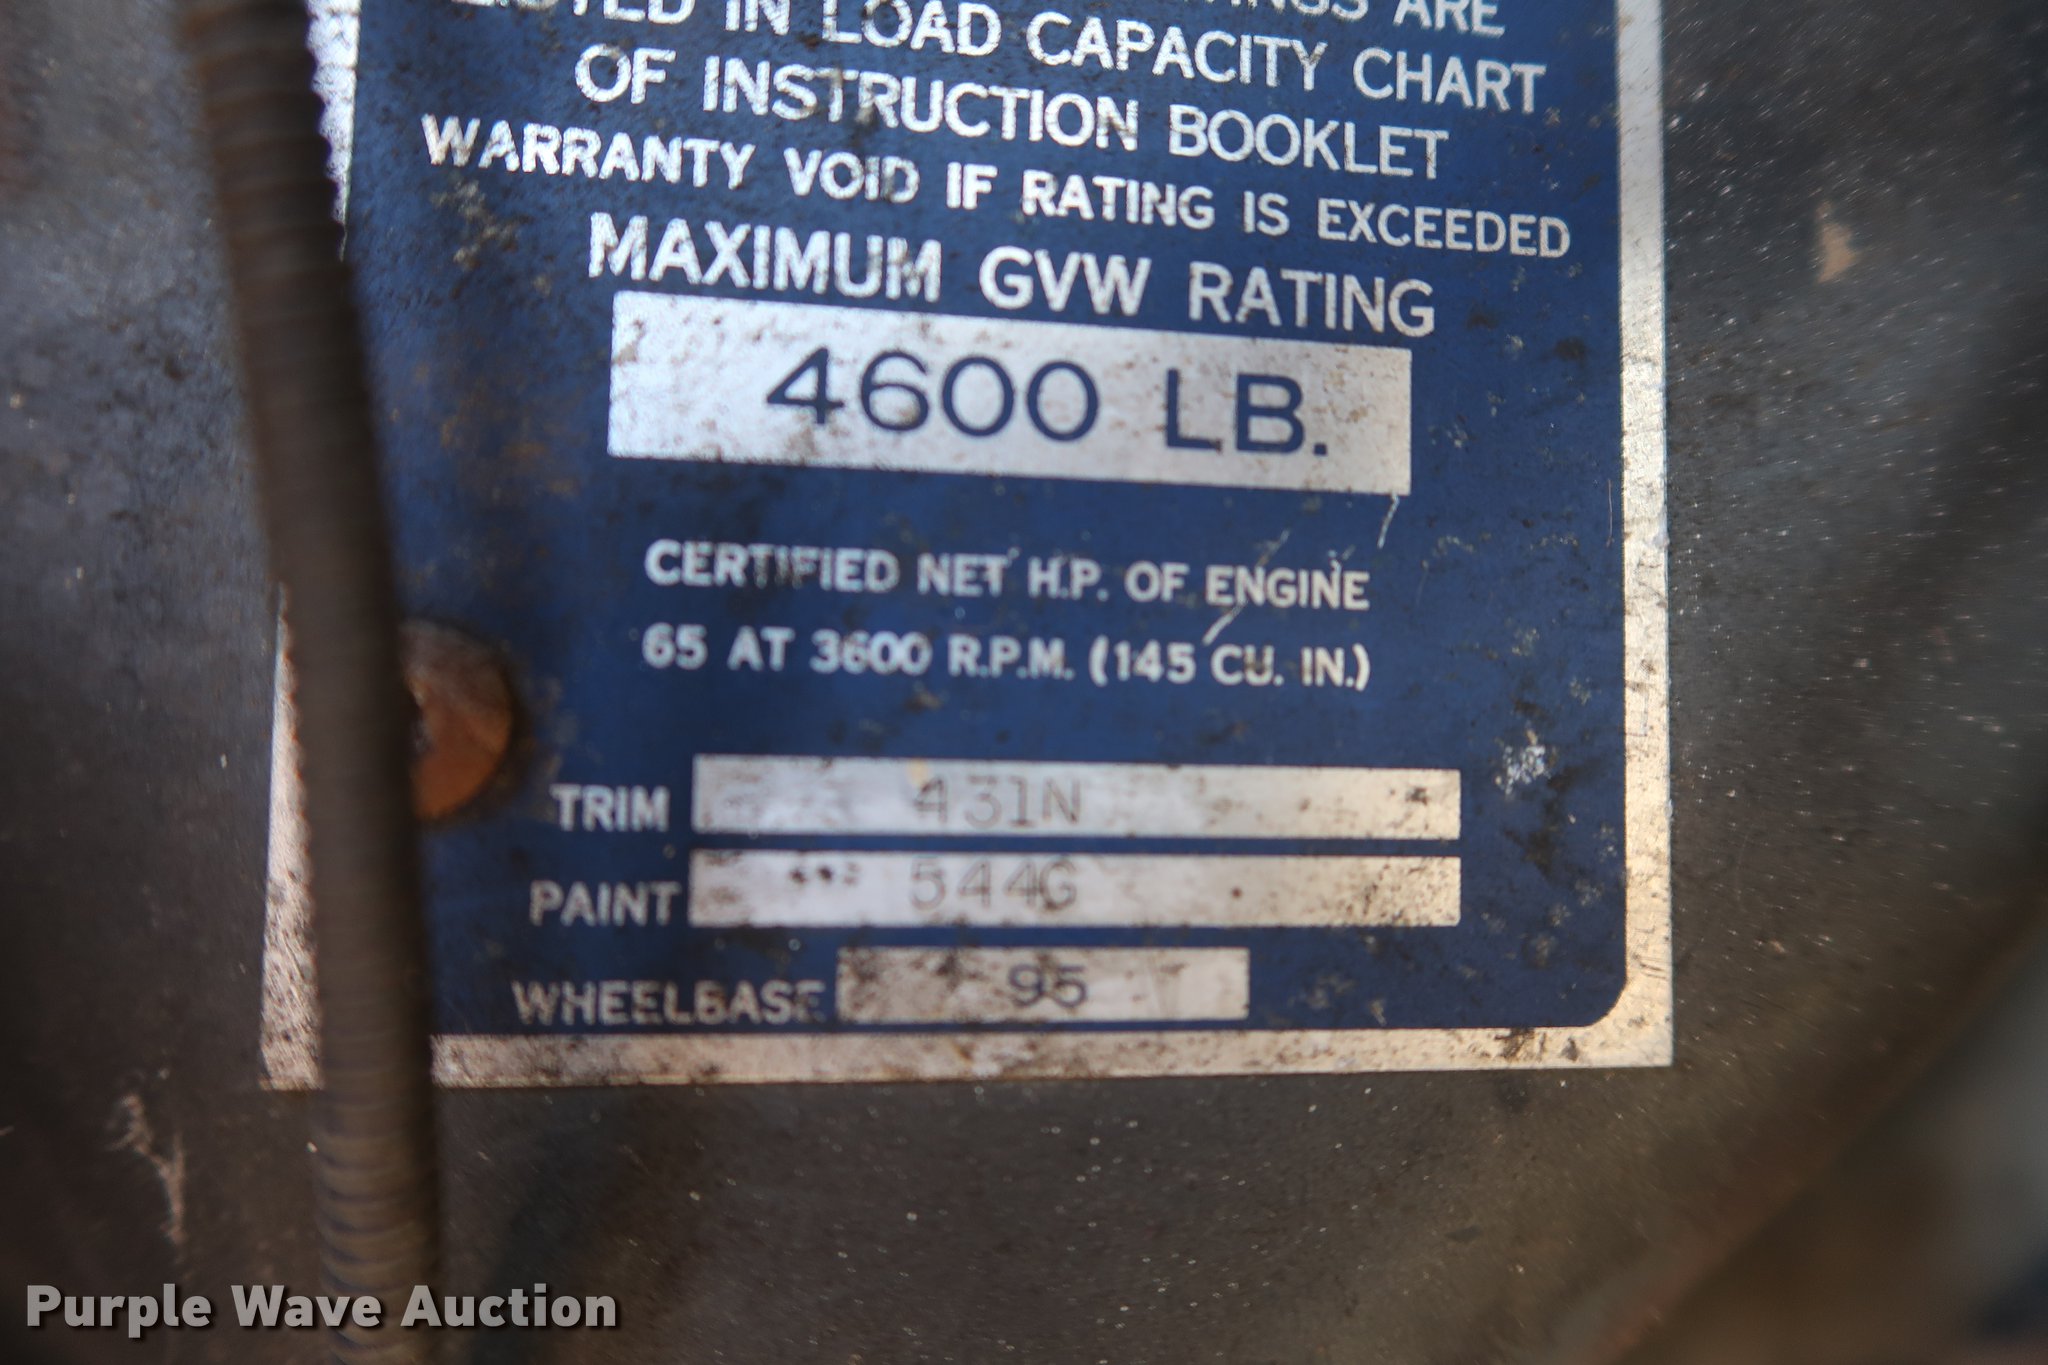 ARE
LISTED IN LOAD CAPACITY CHART
OF INSTRUCTION BOOKLET
WARRANTY VOID IF RATING IS EXCEEDED
MAXIMUM GVW RATING
4600 LB.
CERTIFIED NET H.P. OF ENGINE
65 AT 3600 R.P.M. (145 CU. IN.)
TRIM 431N
PAINT 544G
WHEELBASE 95
Purple Wave Auction